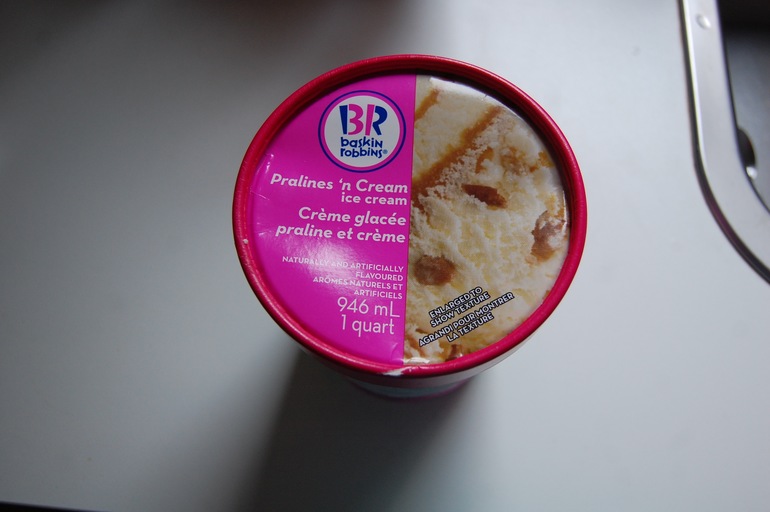 BR
baskin
robbins®
Pralines 'n Cream
ice cream
Crème glacée
praline et crème
NATURALLY AND ARTIFICIALLY
FLAVOURED
ARÔMES NATURELS ET
ARTIFICIELS
946 mL
1 quart
ENLARGED TO
SHOW TEXTURE
AGRANDI POUR MONTRER
LA TEXTURE